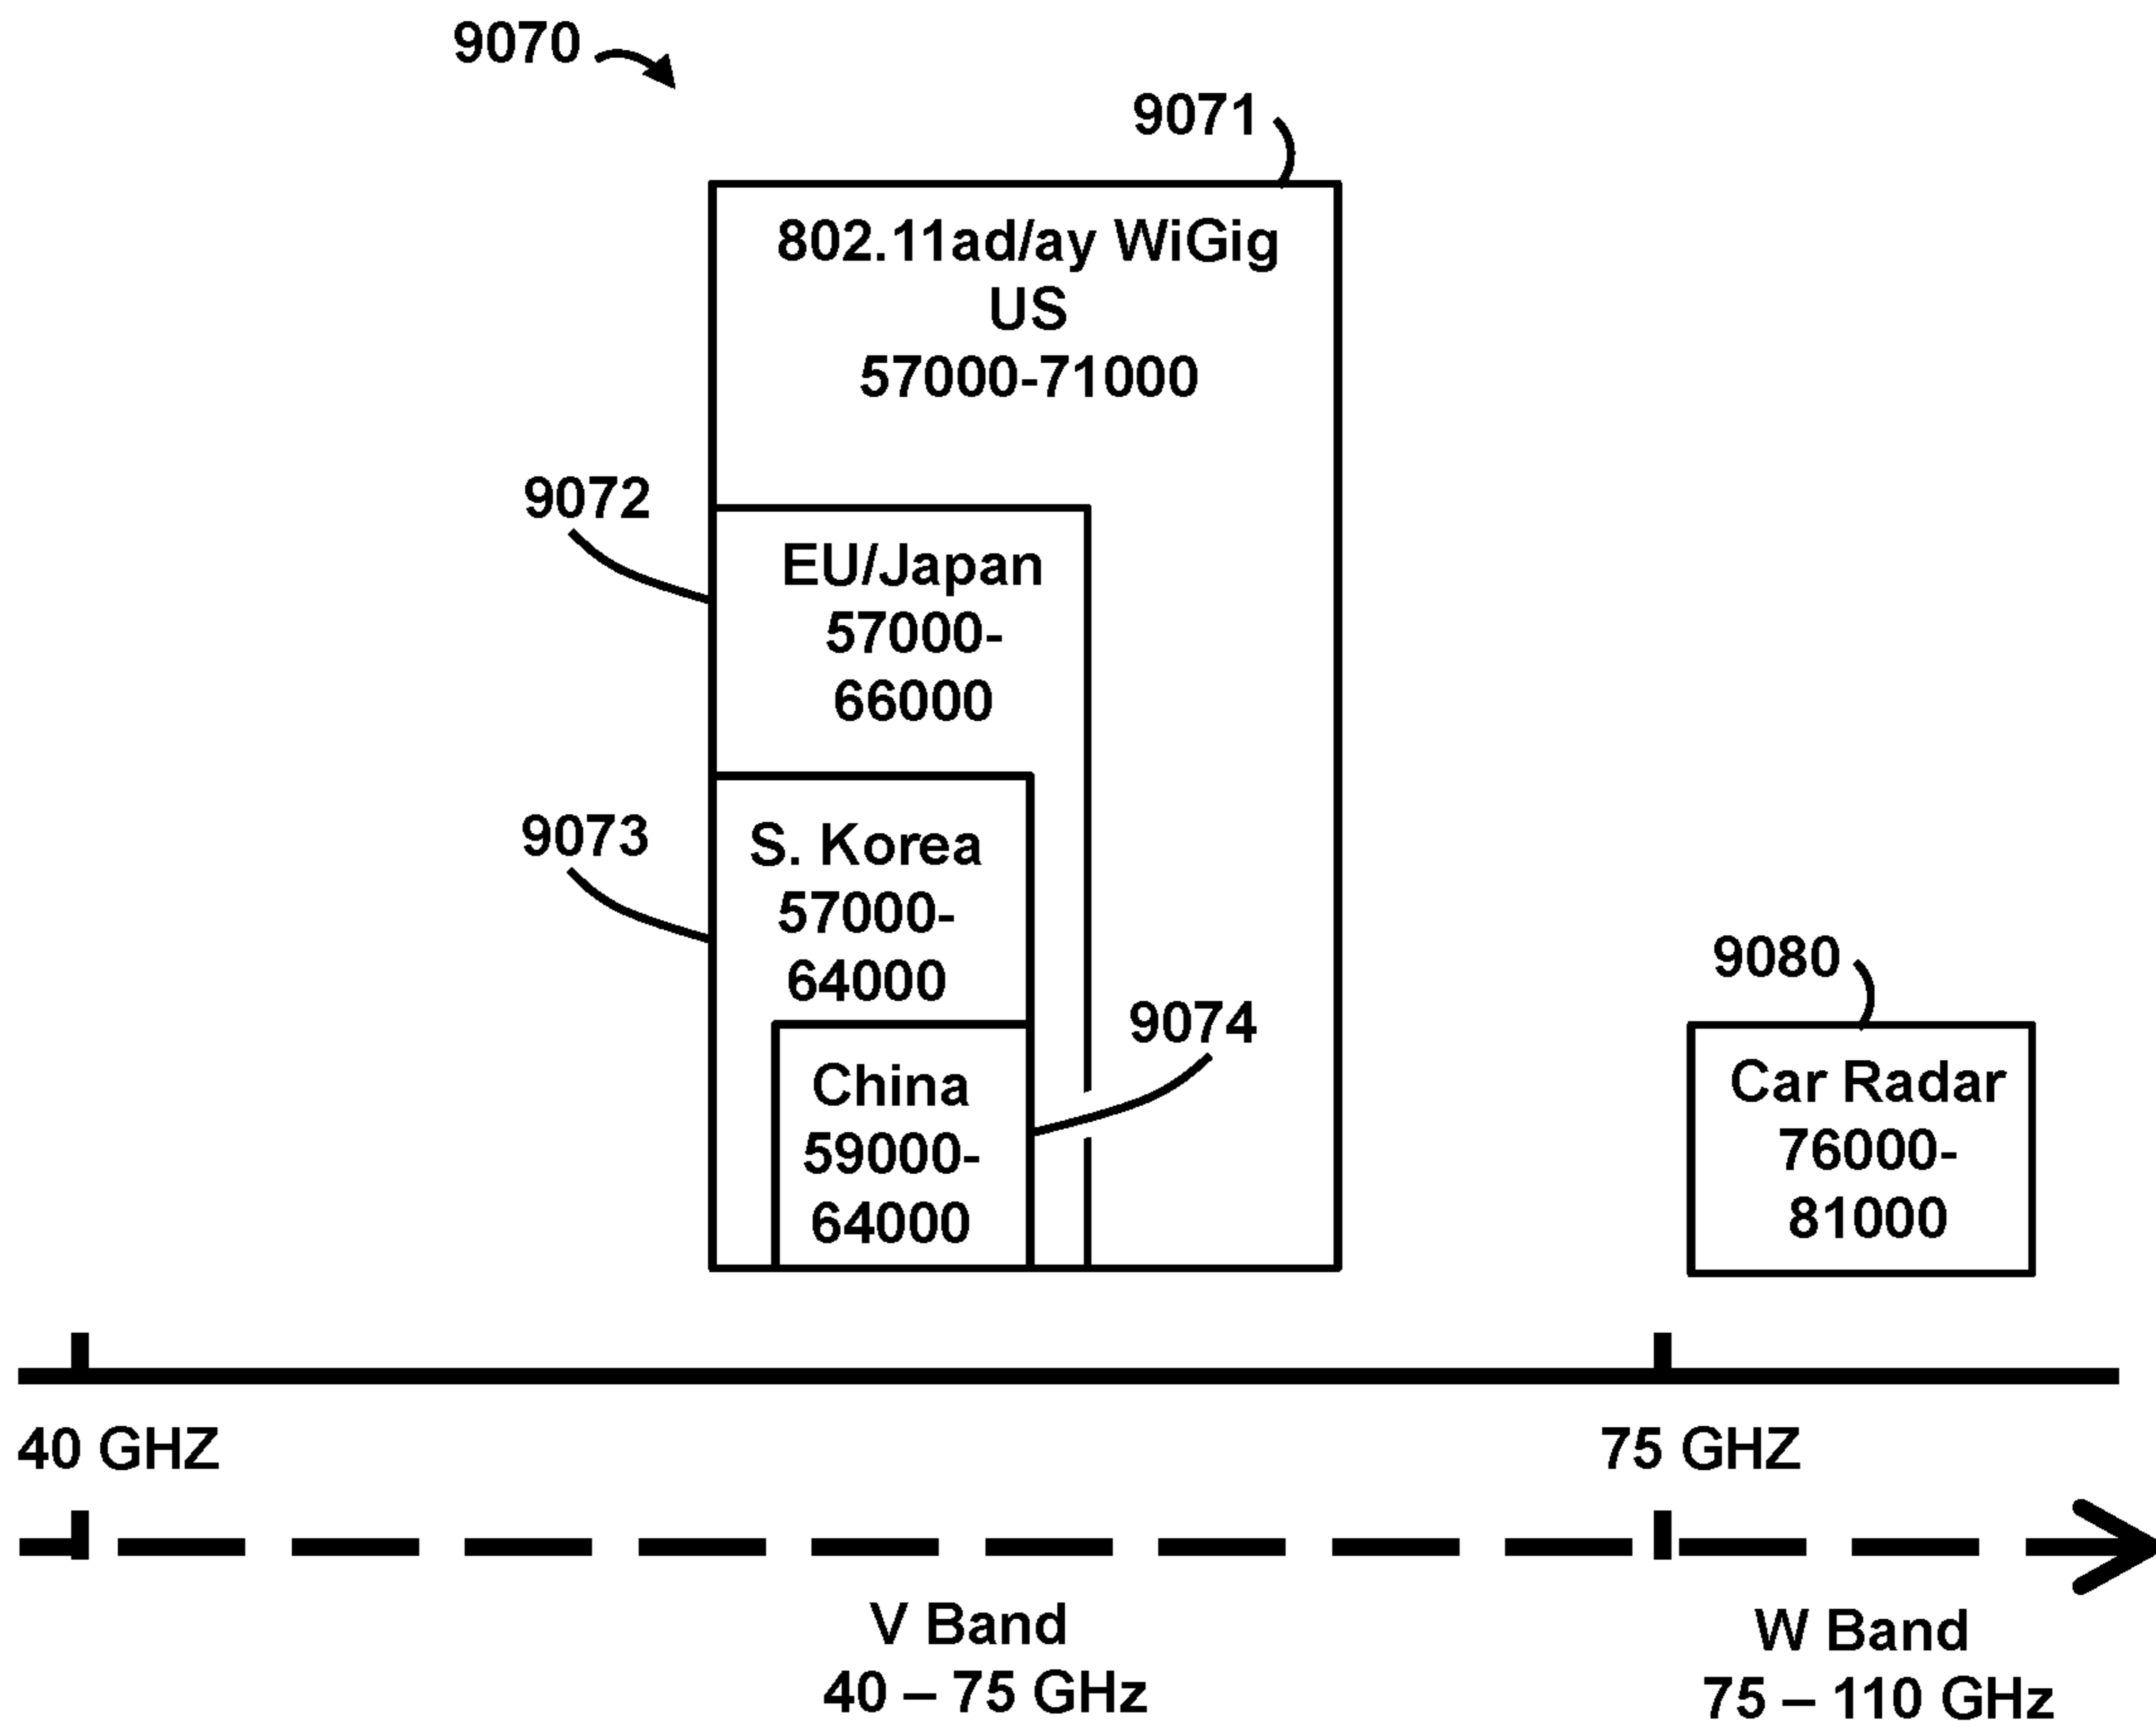 9070
9071
802.11ad/ay WiGig
US
57000-71000
9072
EU/Japan
57000-
66000
9073
S. Korea
57000-
64000
9074
China
59000-
64000
9080
Car Radar
76000-
81000
40 GHZ
75 GHZ
V Band
40 – 75 GHz
W Band
75 – 110 GHz